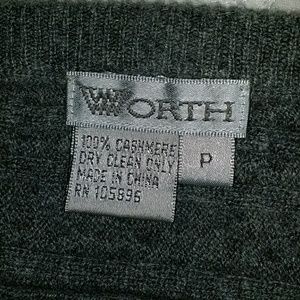 WORTH
100% CASHMERE
DRY CLEAN ONLY
MADE IN CHINA
RN 105896
P